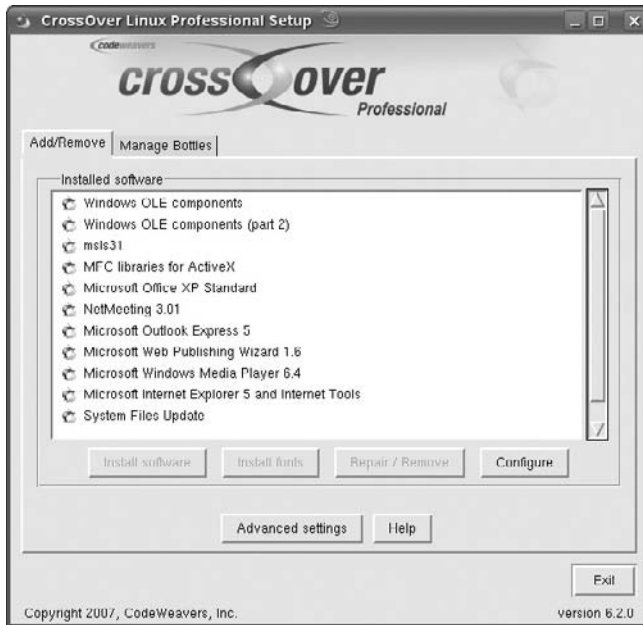 CrossOver Linux Professional Setup
codeweavers
crossover
Professional
Add/Remove
Manage Bottles
Installed software
Windows OLE components
Windows OLE components (part 2)
msls31
MFC libraries for ActiveX
Microsoft Office XP Standard
NetMeeting 3.01
Microsoft Outlook Express 5
Microsoft Web Publishing Wizard 1.6
Microsoft Windows Media Player 6.4
Microsoft Internet Explorer 5 and Internet Tools
System Files Update
Install software Install fonts Repair / Remove Configure
Advanced settings Help
Exit
Copyright 2007, CodeWeavers, Inc. version 6.2.0